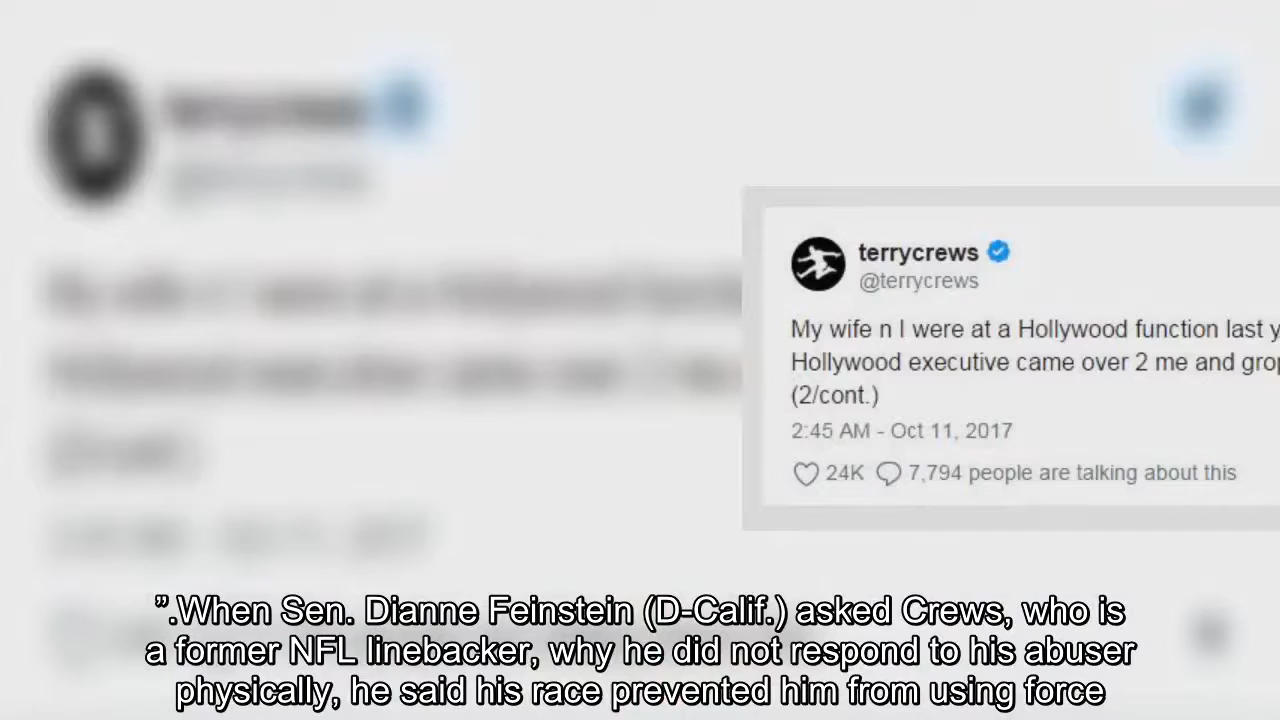 terrycrews
@terrycrews
My wife n I were at a Hollywood function last
Hollywood executive came over 2 me and
(2/cont.)
2:45 AM - Oct 11, 2017
24K 7,794 people are talking about this
”.When Sen. Dianne Feinstein (D-Calif.) asked Crews, who is
a former NFL linebacker, why he did not respond to his abuser
physically, he said his race prevented him from using force